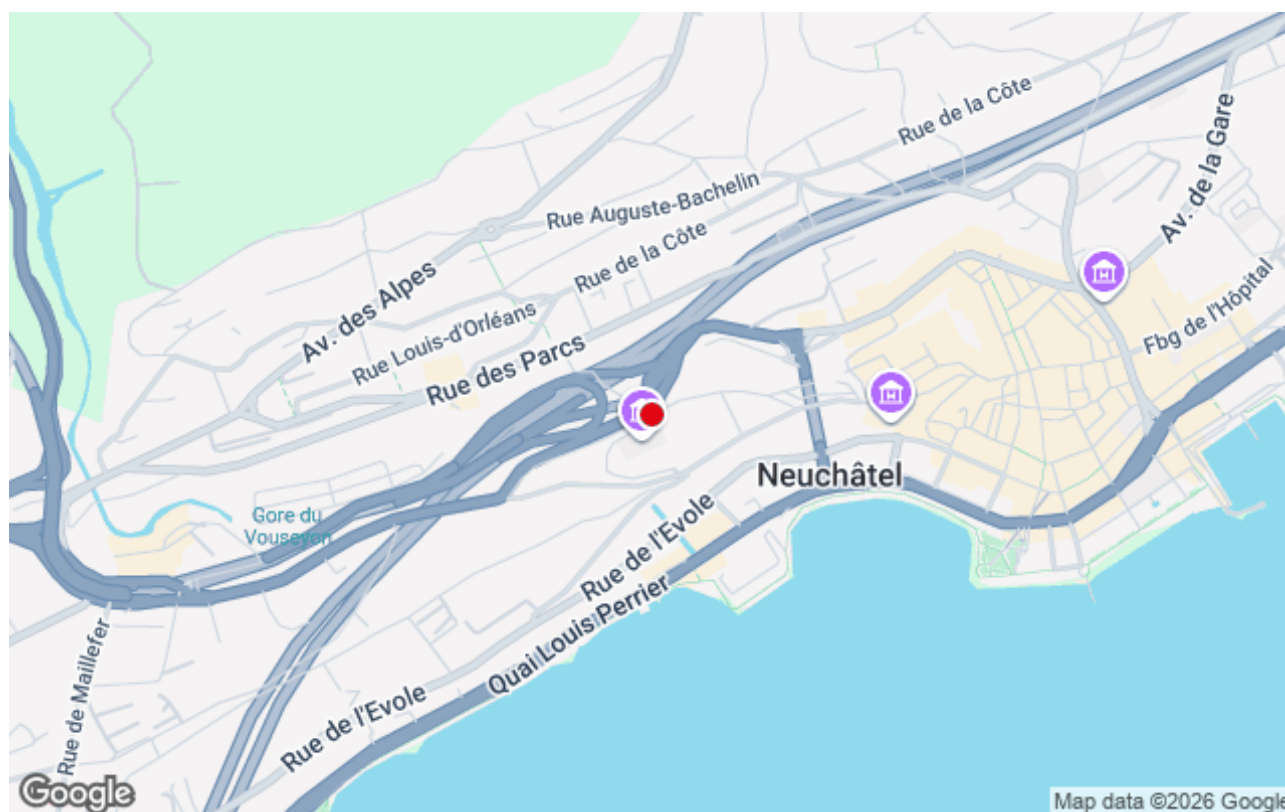 Rue de la Côte
Av. de la Gare
Rue Auguste-Bachelin
Rue de la Côte
Av. des Alpes
Rue Louis-d'Orléans
Fbg de l'Hôpital
Rue des Parcs
Neuchâtel
Gore du
Vouseyon
Rue de l'Evole
Quai Louis Perrier
Rue de Maillefer
Rue de l'Evole
Google
Map data ©2026 Google